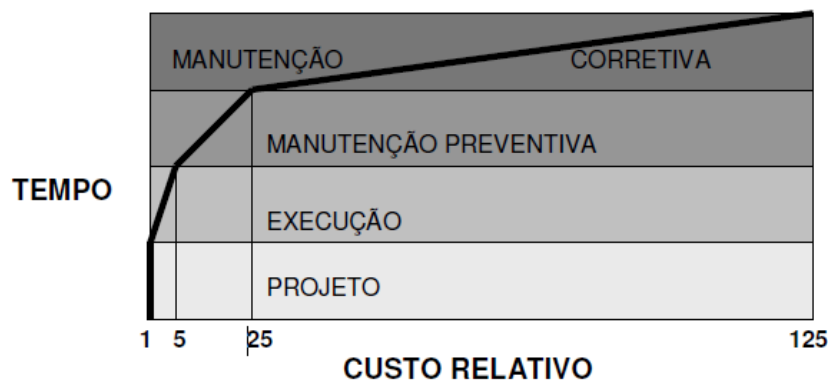 MANUTENÇÃO CORRETIVA
MANUTENÇÃO PREVENTIVA
TEMPO
EXECUÇÃO
PROJETO
1 5 25 125
CUSTO RELATIVO